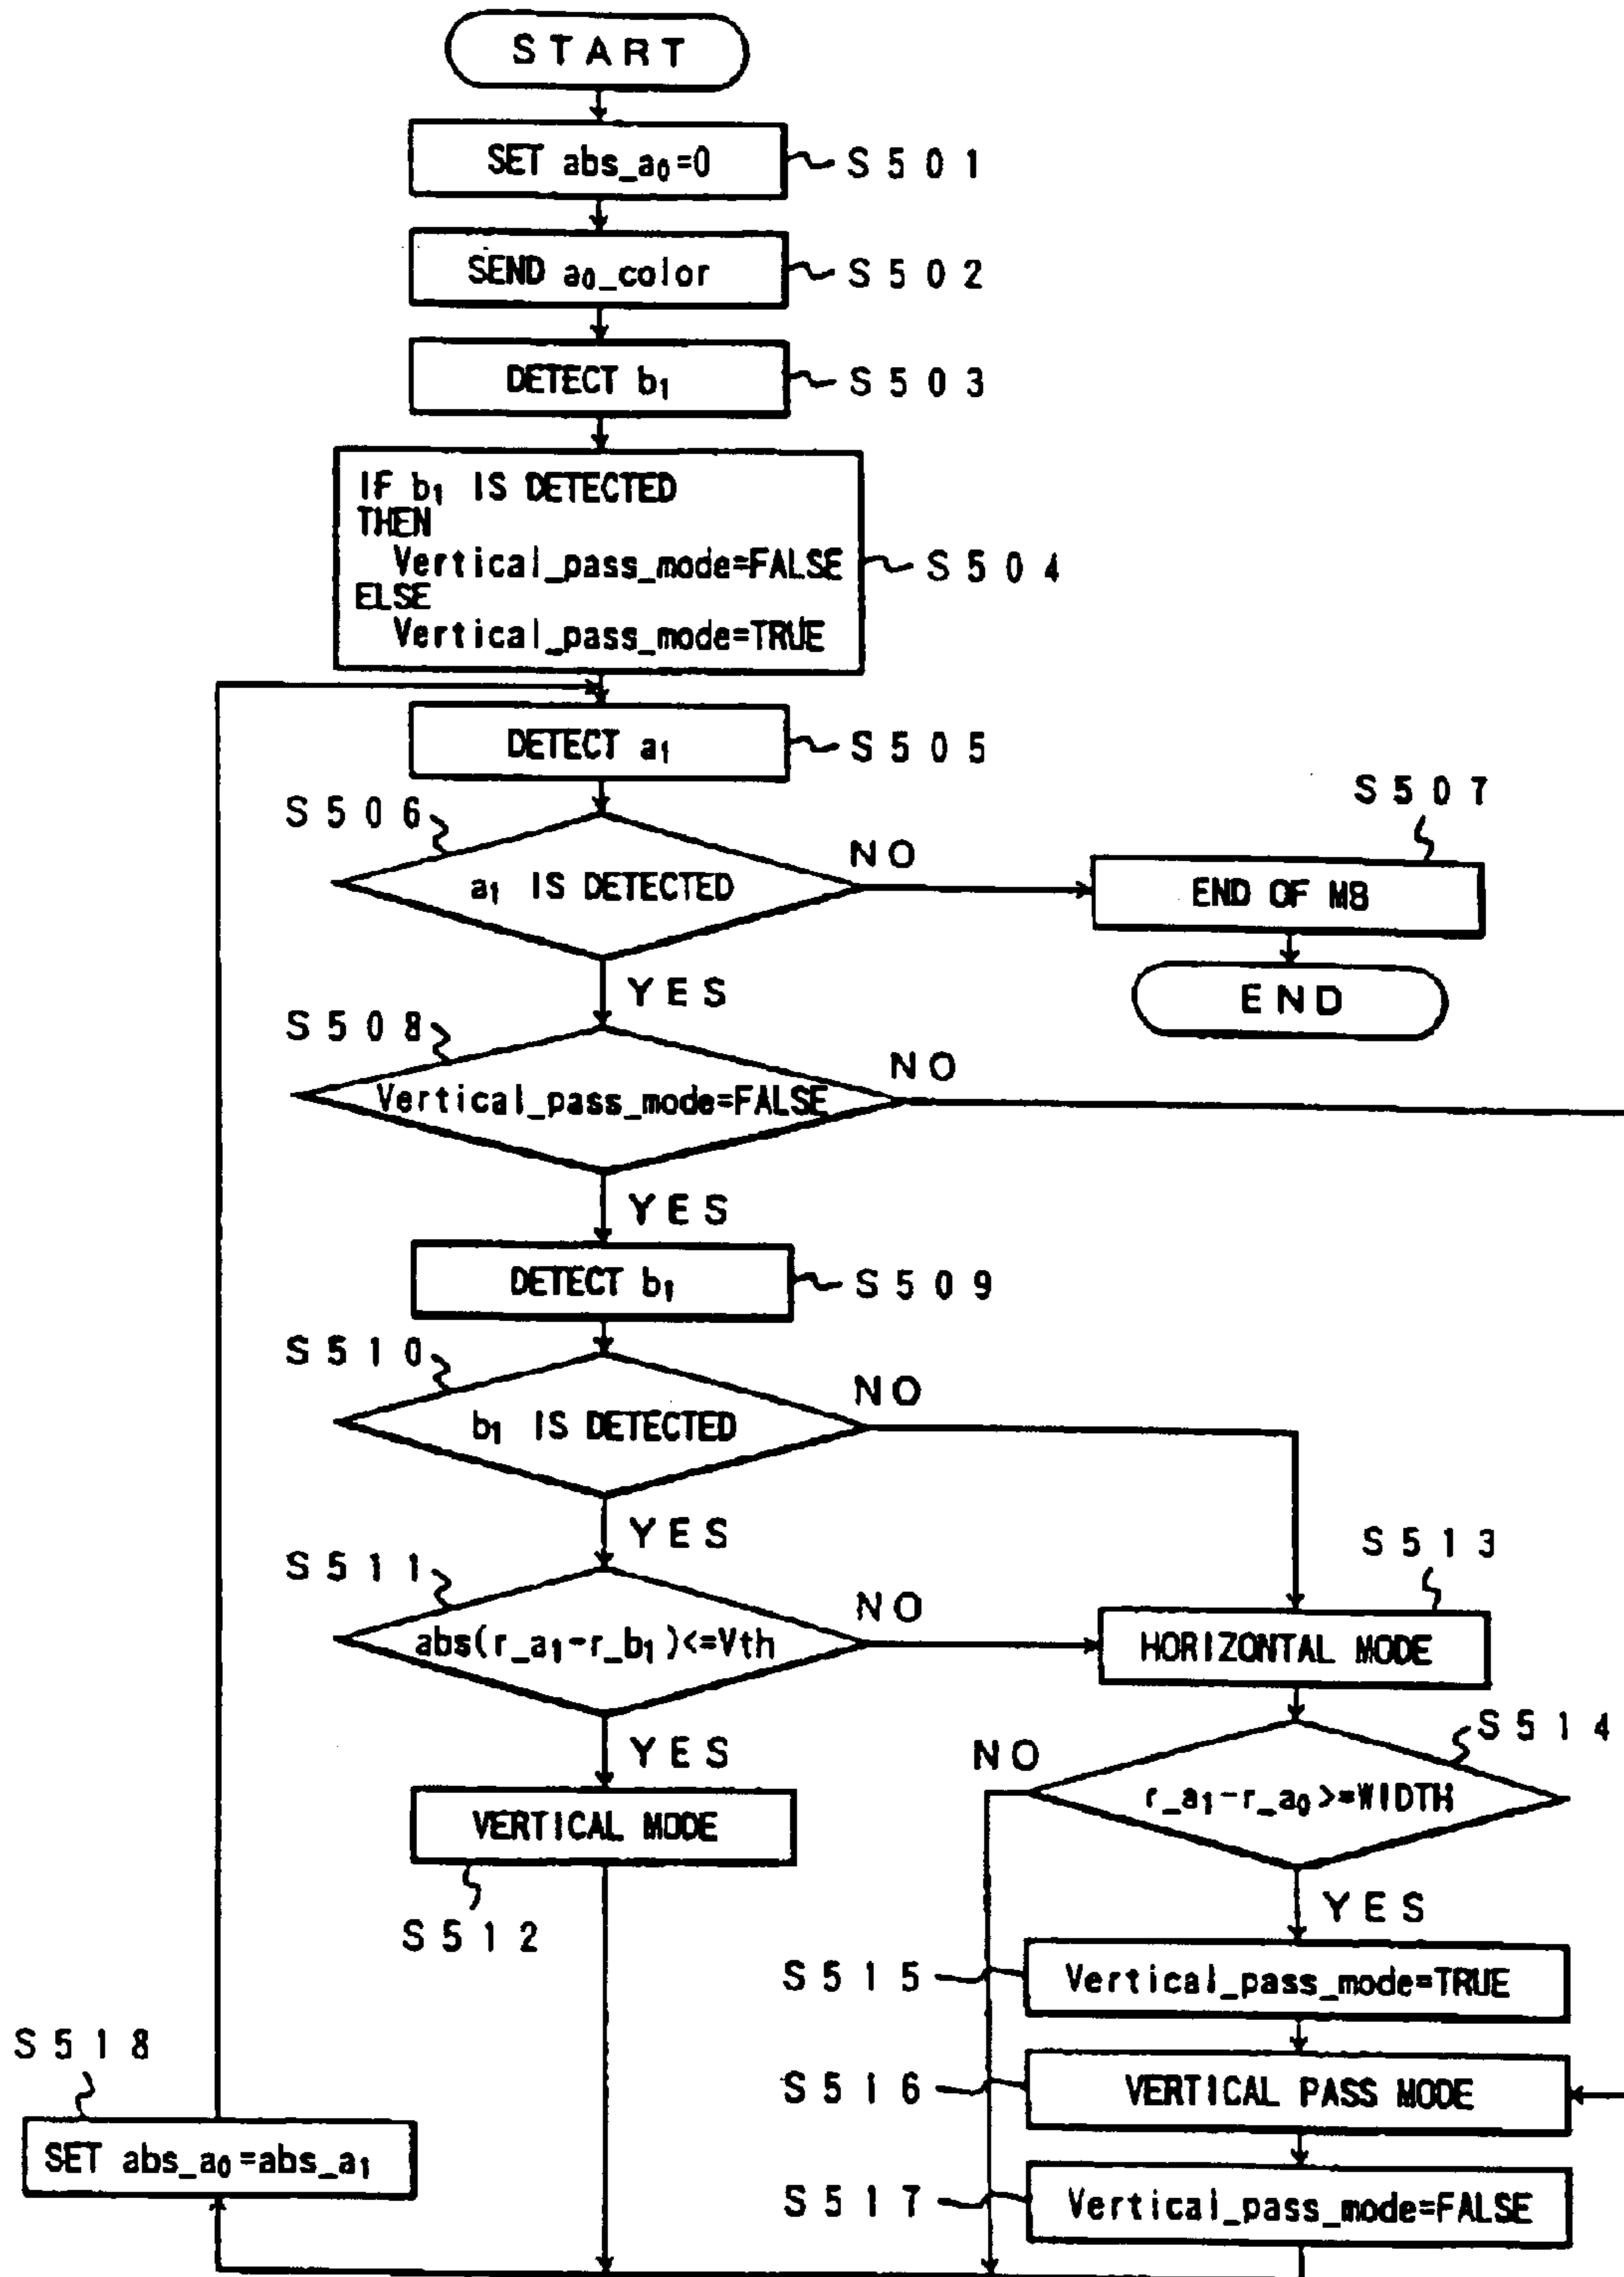 START
SET abs_a0=0
S501
SEND a0_color
S502
DETECT b1
S503
IF b1 IS DETECTED
THEN
Vertical_pass_mode=FALSE
ELSE
Vertical_pass_mode=TRUE
S504
DETECT a1
S505
S506
a1 IS DETECTED
NO
S507
END OF MB
END
YES
S508
Vertical_pass_mode=FALSE
NO
YES
DETECT b1
S509
S510
b1 IS DETECTED
NO
YES
S511
abs(r_a1-r_b1)<=Vth
NO
S513
HORIZONTAL MODE
YES
VERTICAL MODE
S512
S514
NO
r_a1-r_a0>=WIDTH
YES
S515
Vertical_pass_mode=TRUE
S516
VERTICAL PASS MODE
S517
Vertical_pass_mode=FALSE
S518
SET abs_a0=abs_a1